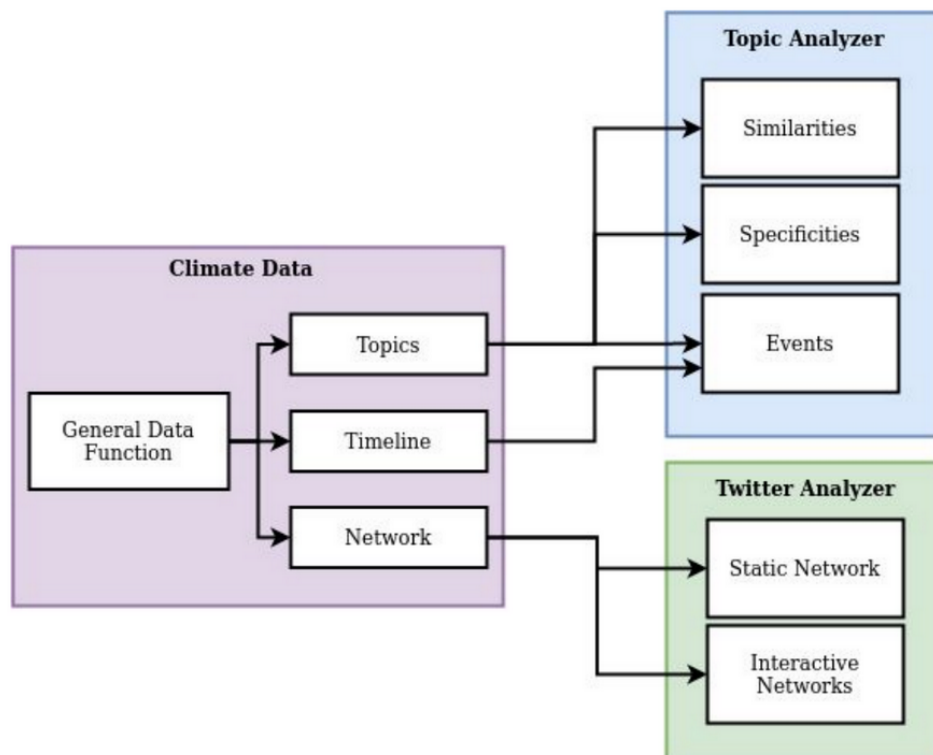 Topic Analyzer
Similarities
Specificities
Events
Climate Data
General Data
Function
Topics
Timeline
Network
Twitter Analyzer
Static Network
Interactive
Networks